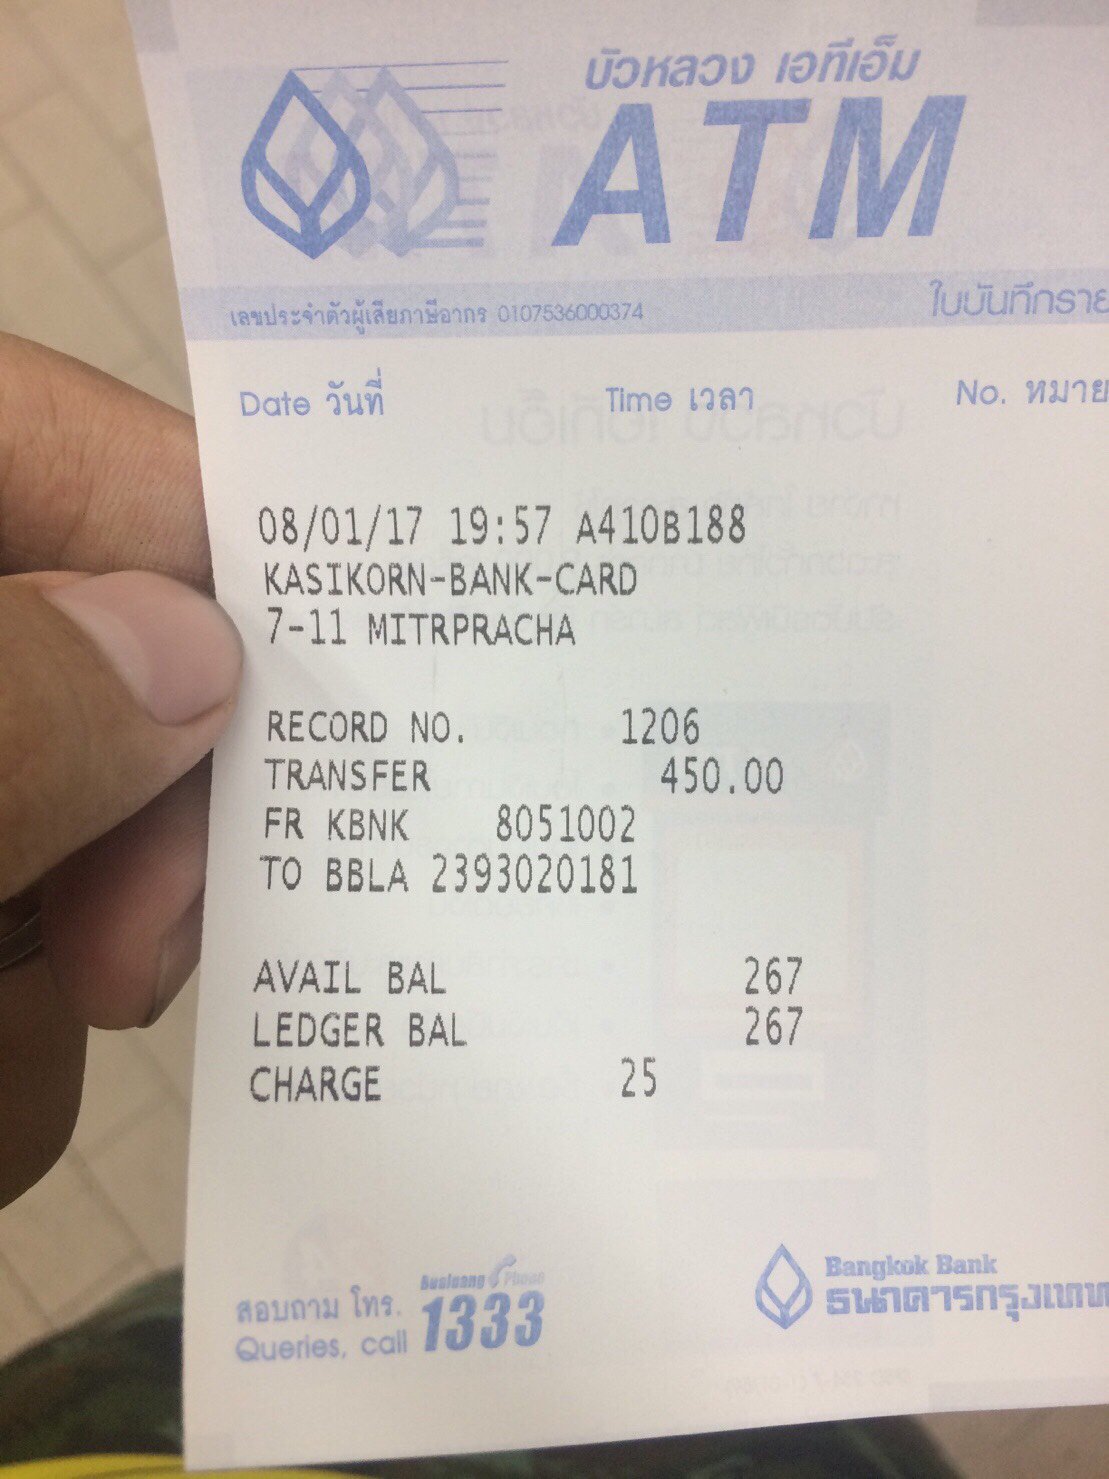 บัวหลวง เอทีเอ็ม
ATM
เลขประจำตัวผู้เสียภาษีอากร 0107536000374
ใบบันทึกราย
Date วันที่ Time เวลา No. หมาย
08/01/17 19:57 A410B188
KASIKORN-BANK-CARD
7-11 MITRPRACHA
RECORD NO. 1206
TRANSFER 450.00
FR KBNK 8051002
TO BBLA 2393020181
AVAIL BAL 267
LEDGER BAL 267
CHARGE 25
Bualuang Phone
สอบถาม โทร. 1333
Queries, call
Bangkok Bank
ธนาคารกรุงเทพ